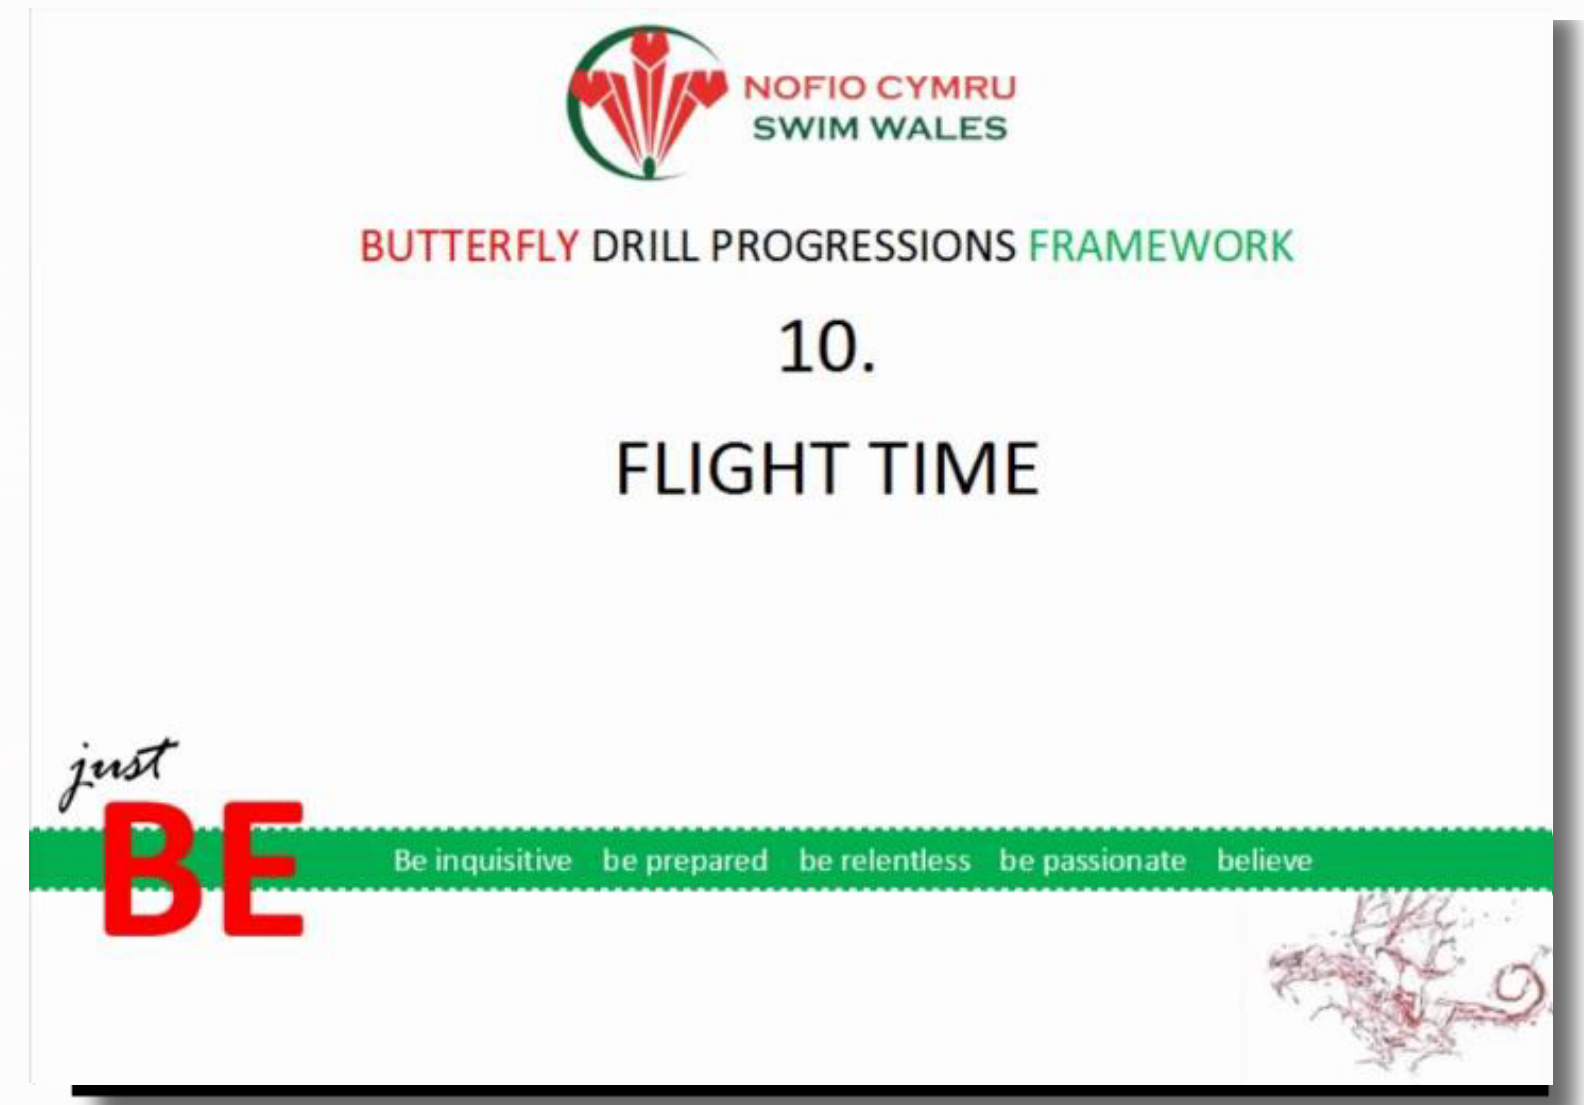 NOFIO CYMRU
SWIM WALES
BUTTERFLY DRILL PROGRESSIONS FRAMEWORK
10.
FLIGHT TIME
just
BE
Be inquisitive be prepared be relentless be passionate believe